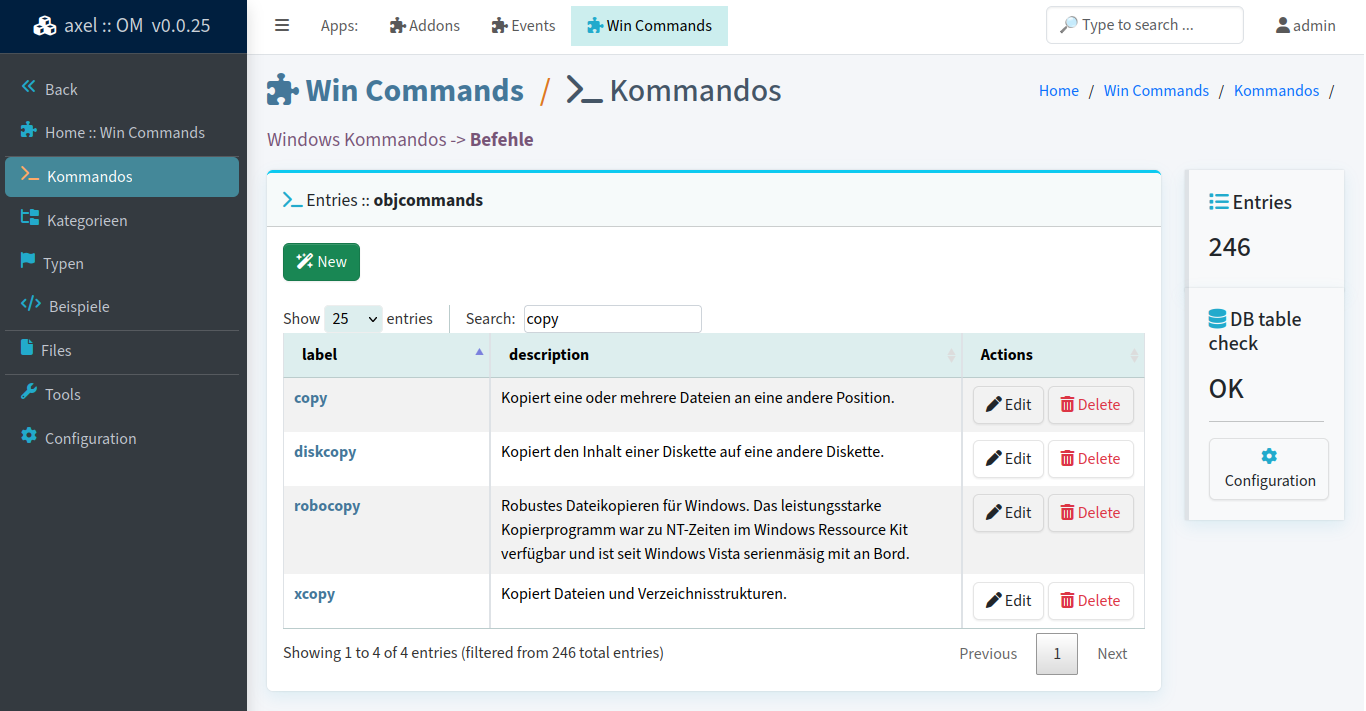 axel :: OM v0.0.25
Apps:
Addons
Events
Win Commands
Type to search ...
admin
Back
Home :: Win Commands
Kommandos
Kategorieen
Typen
Beispiele
Files
Tools
Configuration
Win Commands / Kommandos
Home / Win Commands / Kommandos /
Windows Kommandos -> Befehle
Entries :: objcommands
New
Show 25 entries
Search: copy
label description Actions
copy Kopiert eine oder mehrere Dateien an eine andere Position. Edit Delete
diskcopy Kopiert den Inhalt einer Diskette auf eine andere Diskette. Edit Delete
robocopy Robustes Dateikopieren für Windows. Das leistungsstarke Edit Delete
Kopierprogramm war zu NT-Zeiten im Windows Ressource Kit
verfügbar und ist seit Windows Vista serienmäsig mit an Bord.
xcopy Kopiert Dateien und Verzeichnisstrukturen. Edit Delete
Showing 1 to 4 of 4 entries (filtered from 246 total entries)
Previous 1 Next
Entries
246
DB table
check
OK
Configuration